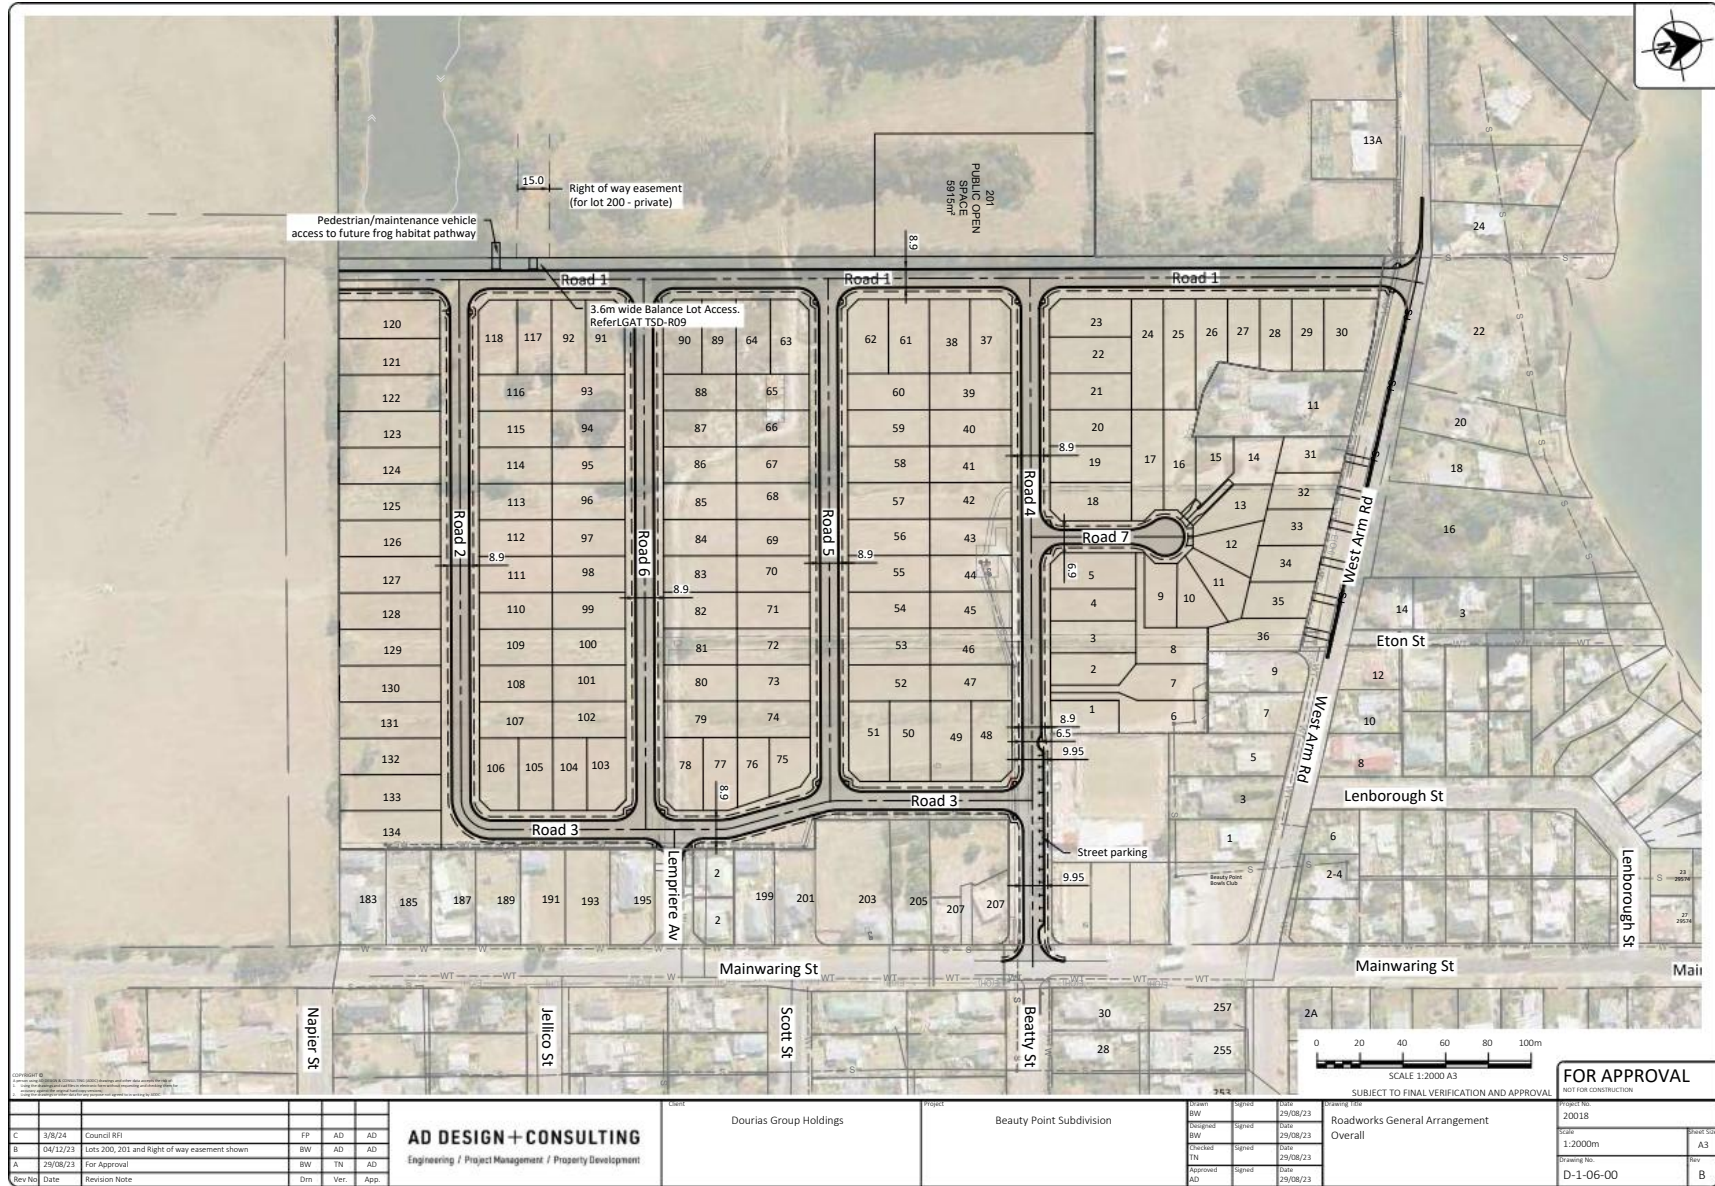 N
13A
15.0
Right of way easement
(for lot 200 - private)
201
PUBLIC OPEN
SPACE
5915m²
Pedestrian/maintenance vehicle
access to future frog habitat pathway
8.9
24
Road 1
Road 1
Road 1
3.6m wide Balance Lot Access.
ReferLGAT TSD-R09
120
121
122
123
124
125
126
127
128
129
130
131
132
133
134
118
117
92
91
116
93
115
94
114
95
113
96
112
97
111
98
110
99
109
100
108
101
107
102
106
105
104
103
90
89
64
63
88
65
87
66
86
67
85
68
84
69
83
70
82
71
81
72
80
73
79
74
78
77
76
75
62
61
38
37
60
39
59
40
58
41
57
42
56
43
55
44
54
45
53
46
52
47
51
50
49
48
23
22
21
20
19
18
24
25
26
27
28
29
30
17
16
15
14
13
12
11
10
9
5
4
3
2
1
8
7
6
31
32
33
34
35
36
11
22
20
18
16
14
3
12
10
8
6
2-4
9
7
5
3
1
Road 2
Road 6
Road 5
Road 4
Road 7
8.9
8.9
8.9
8.9
6.9
8.9
6.5
9.95
8.9
9.95
Road 3
Road 3
Street parking
West Arm Rd
West Arm Rd
Eton St
Lenborough St
Lenborough St
Beauty Point
Bowls Club
23
29574
27
29574
Lempriere Av
183
185
187
189
191
193
195
2
2
199
201
203
205
207
207
Mainwaring St
Mainwaring St
Mai
Napier St
Jellico St
Scott St
Beatty St
30
28
257
255
253
2A
0 20 40 60 80 100m
SCALE 1:2000 A3
SUBJECT TO FINAL VERIFICATION AND APPROVAL
FOR APPROVAL
NOT FOR CONSTRUCTION
COPYRIGHT ©
C 3/8/24 Council RFI FP AD AD
B 04/12/23 Lots 200, 201 and Right of way easement shown BW AD AD
A 29/08/23 For Approval BW TN AD
Rev No Date Revision Note Drn Ver. App.
AD DESIGN+CONSULTING
Engineering / Project Management / Property Development
Client
Dourias Group Holdings
Project
Beauty Point Subdivision
Drawn BW Signed Date 29/08/23
Designed BW Signed Date 29/08/23
Checked TN Signed Date 29/08/23
Approved AD Signed Date 29/08/23
Drawing Title
Roadworks General Arrangement
Overall
Project No.
20018
Scale
1:2000m
Sheet Size
A3
Drawing No.
D-1-06-00
Rev
B